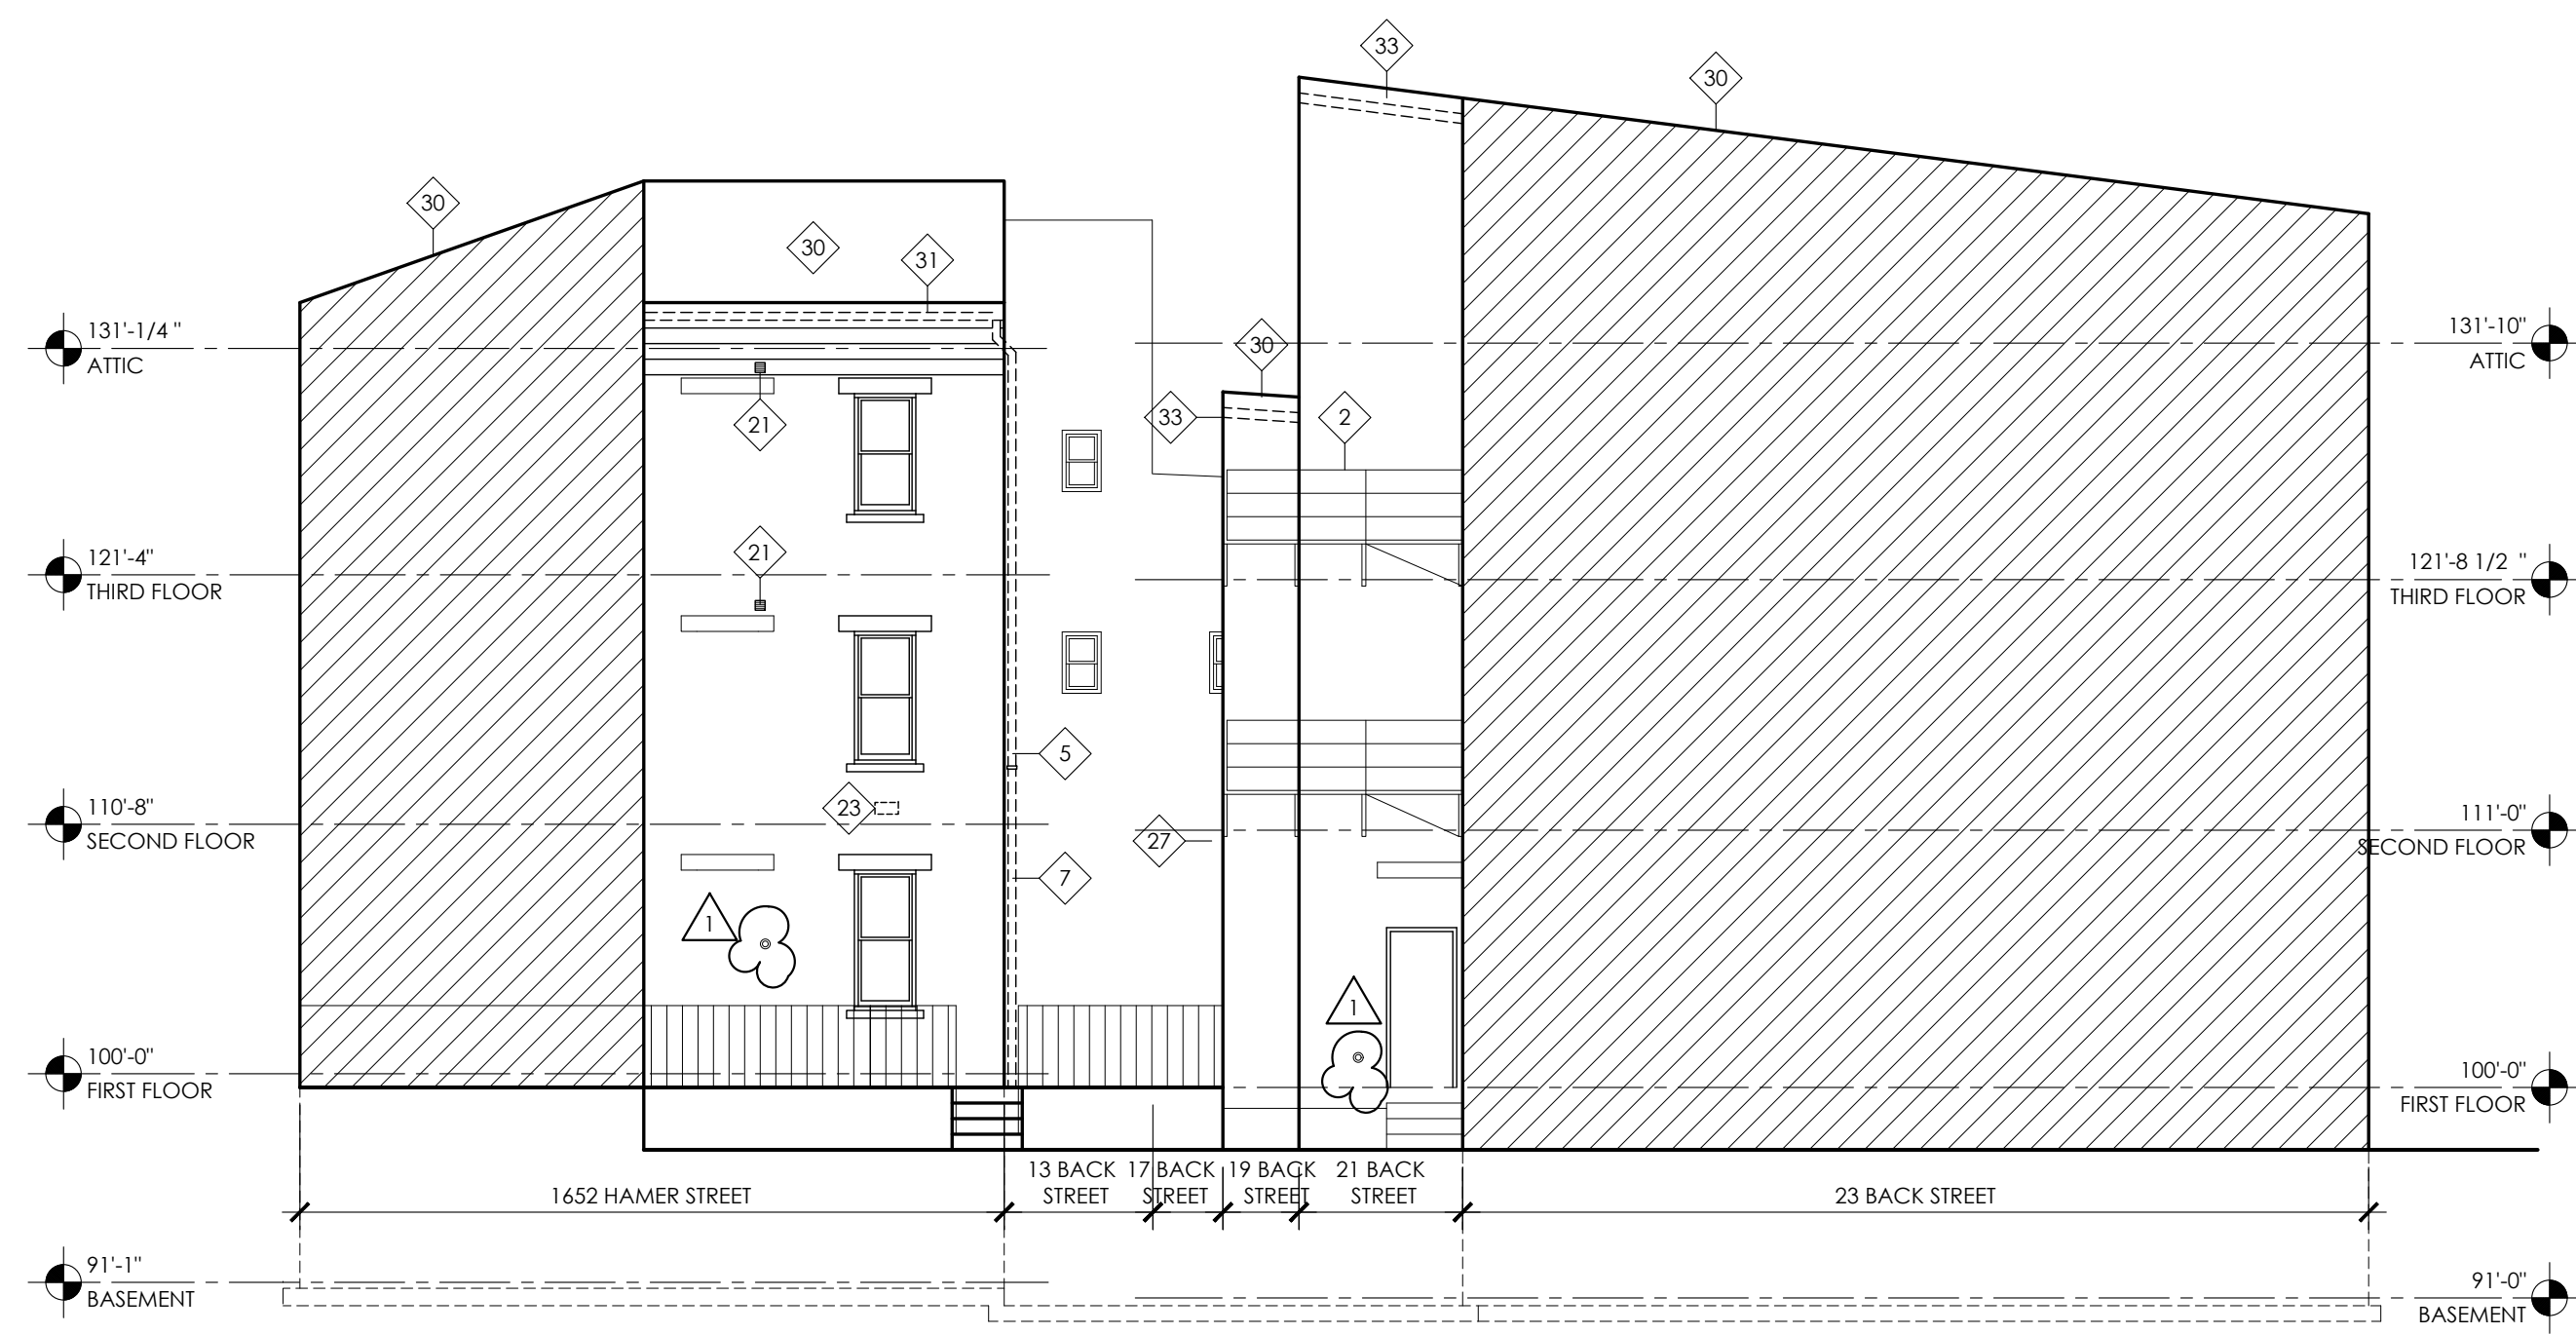 33
30
30
30
31
131'-1/4 "
ATTIC
131'-10"
ATTIC
30
33
2
21
21
121'-4"
THIRD FLOOR
121'-8 1/2 "
THIRD FLOOR
5
23
110'-8"
SECOND FLOOR
111'-0"
SECOND FLOOR
27
7
1
1
100'-0"
FIRST FLOOR
100'-0"
FIRST FLOOR
1652 HAMER STREET
13 BACK
STREET
17 BACK
STREET
19 BACK
STREET
21 BACK
STREET
23 BACK STREET
91'-1"
BASEMENT
91'-0"
BASEMENT